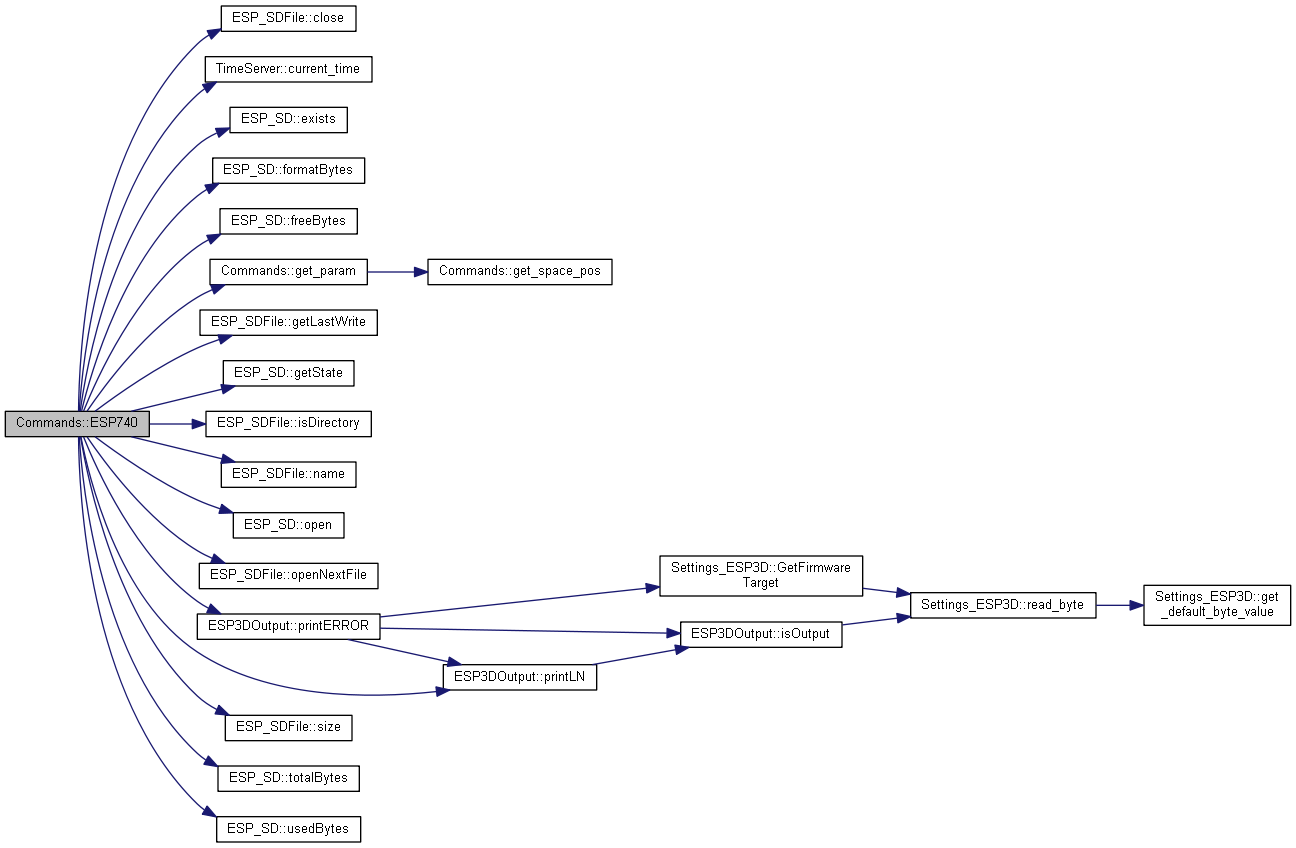 ESP_SDFile::close
TimeServer::current_time
ESP_SD::exists
ESP_SD::formatBytes
ESP_SD::freeBytes
Commands::get_param
Commands::get_space_pos
ESP_SDFile::getLastWrite
ESP_SD::getState
Commands::ESP740
ESP_SDFile::isDirectory
ESP_SDFile::name
ESP_SD::open
ESP_SDFile::openNextFile
ESP3DOutput::printERROR
Settings_ESP3D::GetFirmware
Target
ESP3DOutput::isOutput
Settings_ESP3D::read_byte
Settings_ESP3D::get
_default_byte_value
ESP3DOutput::printLN
ESP_SDFile::size
ESP_SD::totalBytes
ESP_SD::usedBytes